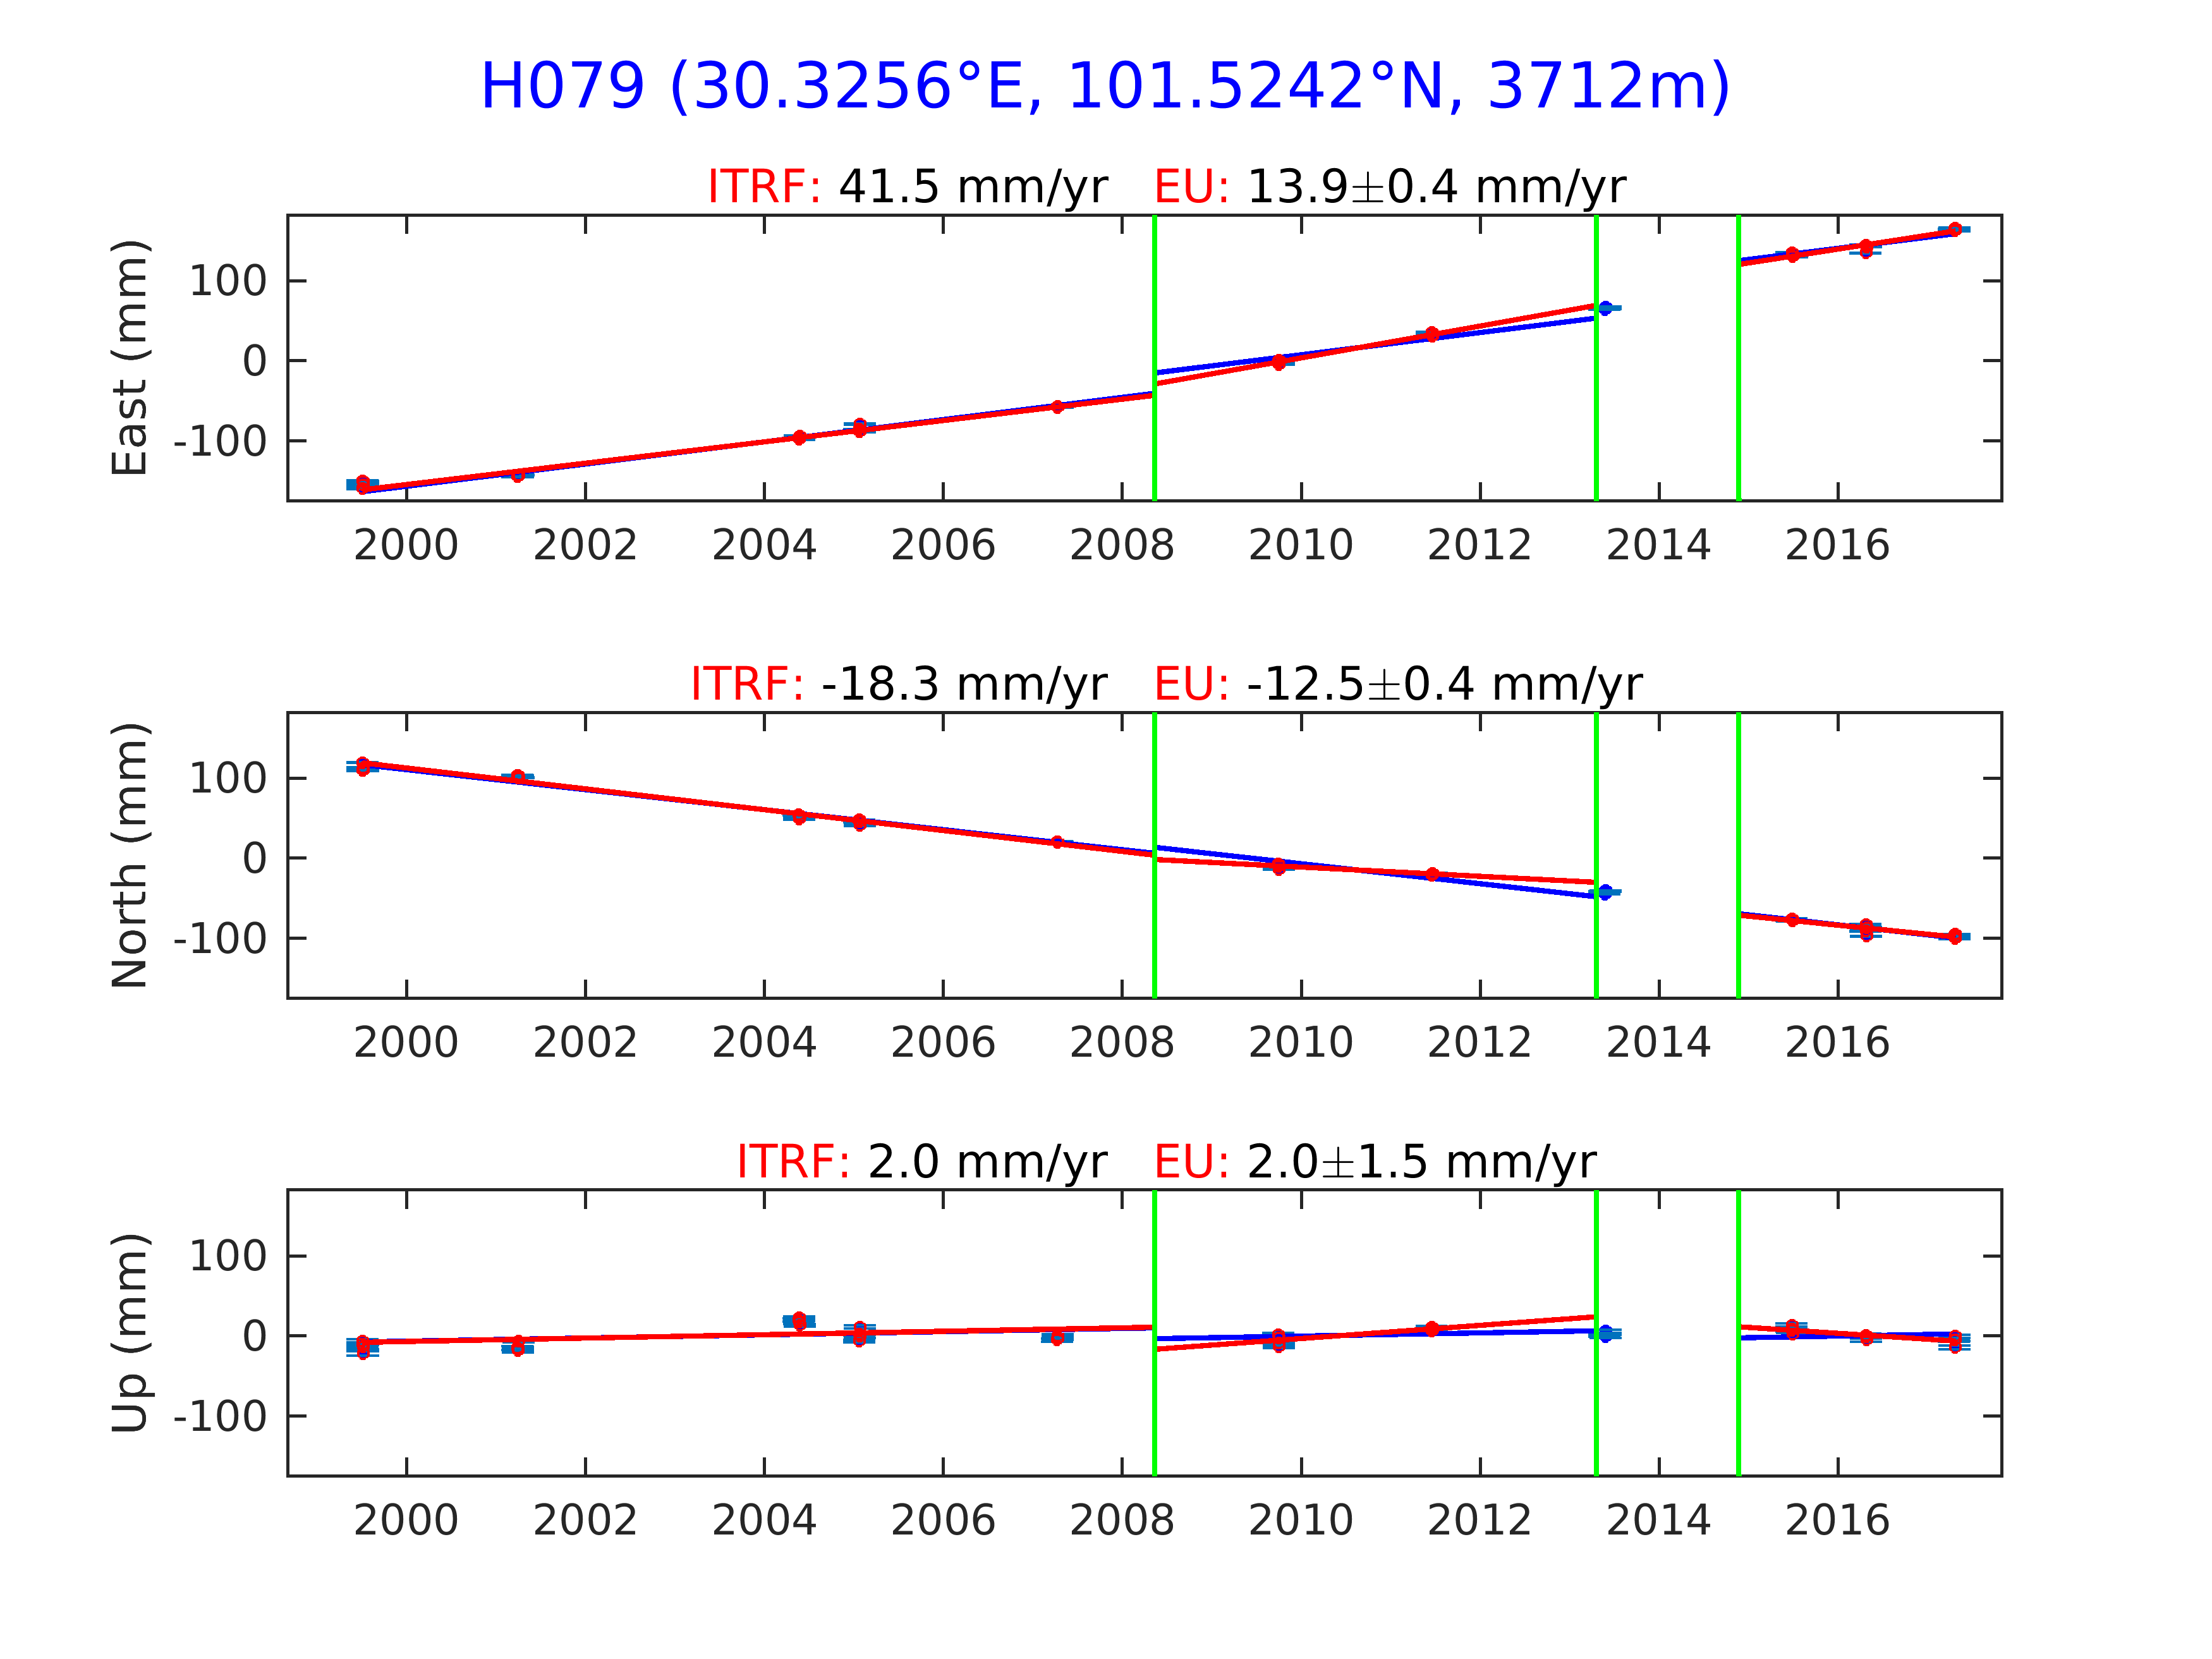 H079 (30.3256°E, 101.5242°N, 3712m)
ITRF: 41.5 mm/yr EU: 13.9±0.4 mm/yr
East (mm)
100
0
-100
2000 2002 2004 2006 2008 2010 2012 2014 2016
ITRF: -18.3 mm/yr EU: -12.5±0.4 mm/yr
North (mm)
100
0
-100
2000 2002 2004 2006 2008 2010 2012 2014 2016
ITRF: 2.0 mm/yr EU: 2.0±1.5 mm/yr
Up (mm)
100
0
-100
2000 2002 2004 2006 2008 2010 2012 2014 2016